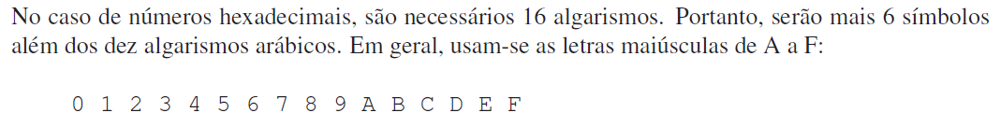 No caso de números hexadecimais, são necessários 16 algarismos. Portanto, serão mais 6 símbolos
além dos dez algarismos arábicos. Em geral, usam-se as letras maiúsculas de A a F:
0 1 2 3 4 5 6 7 8 9 A B C D E F